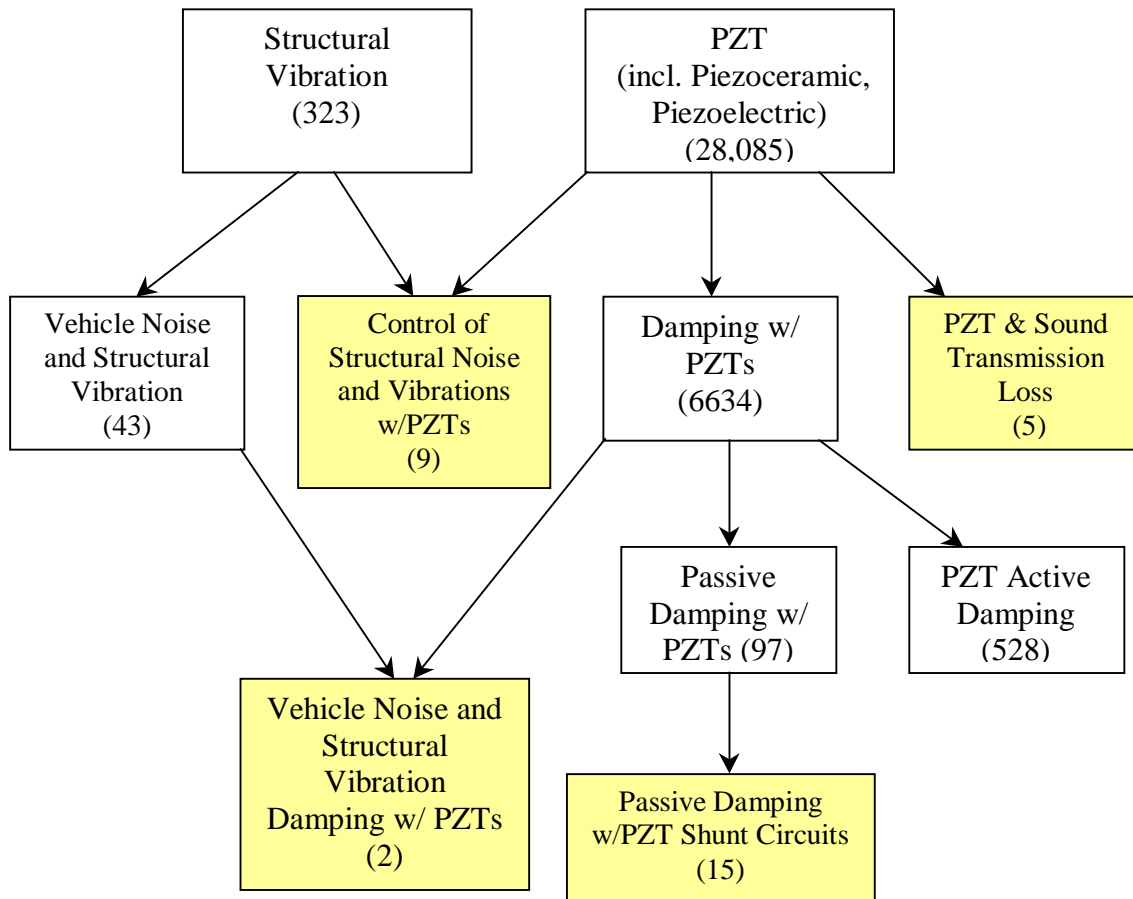 Structural
Vibration
(323)
PZT
(incl. Piezoceramic,
Piezoelectric)
(28,085)
Vehicle Noise
and Structural
Vibration
(43)
Control of
Structural Noise
and Vibrations
w/PZTs
(9)
Damping w/
PZTs
(6634)
PZT & Sound
Transmission
Loss
(5)
Passive
Damping w/
PZTs (97)
PZT Active
Damping
(528)
Vehicle Noise and
Structural
Vibration
Damping w/ PZTs
(2)
Passive Damping
w/PZT Shunt Circuits
(15)